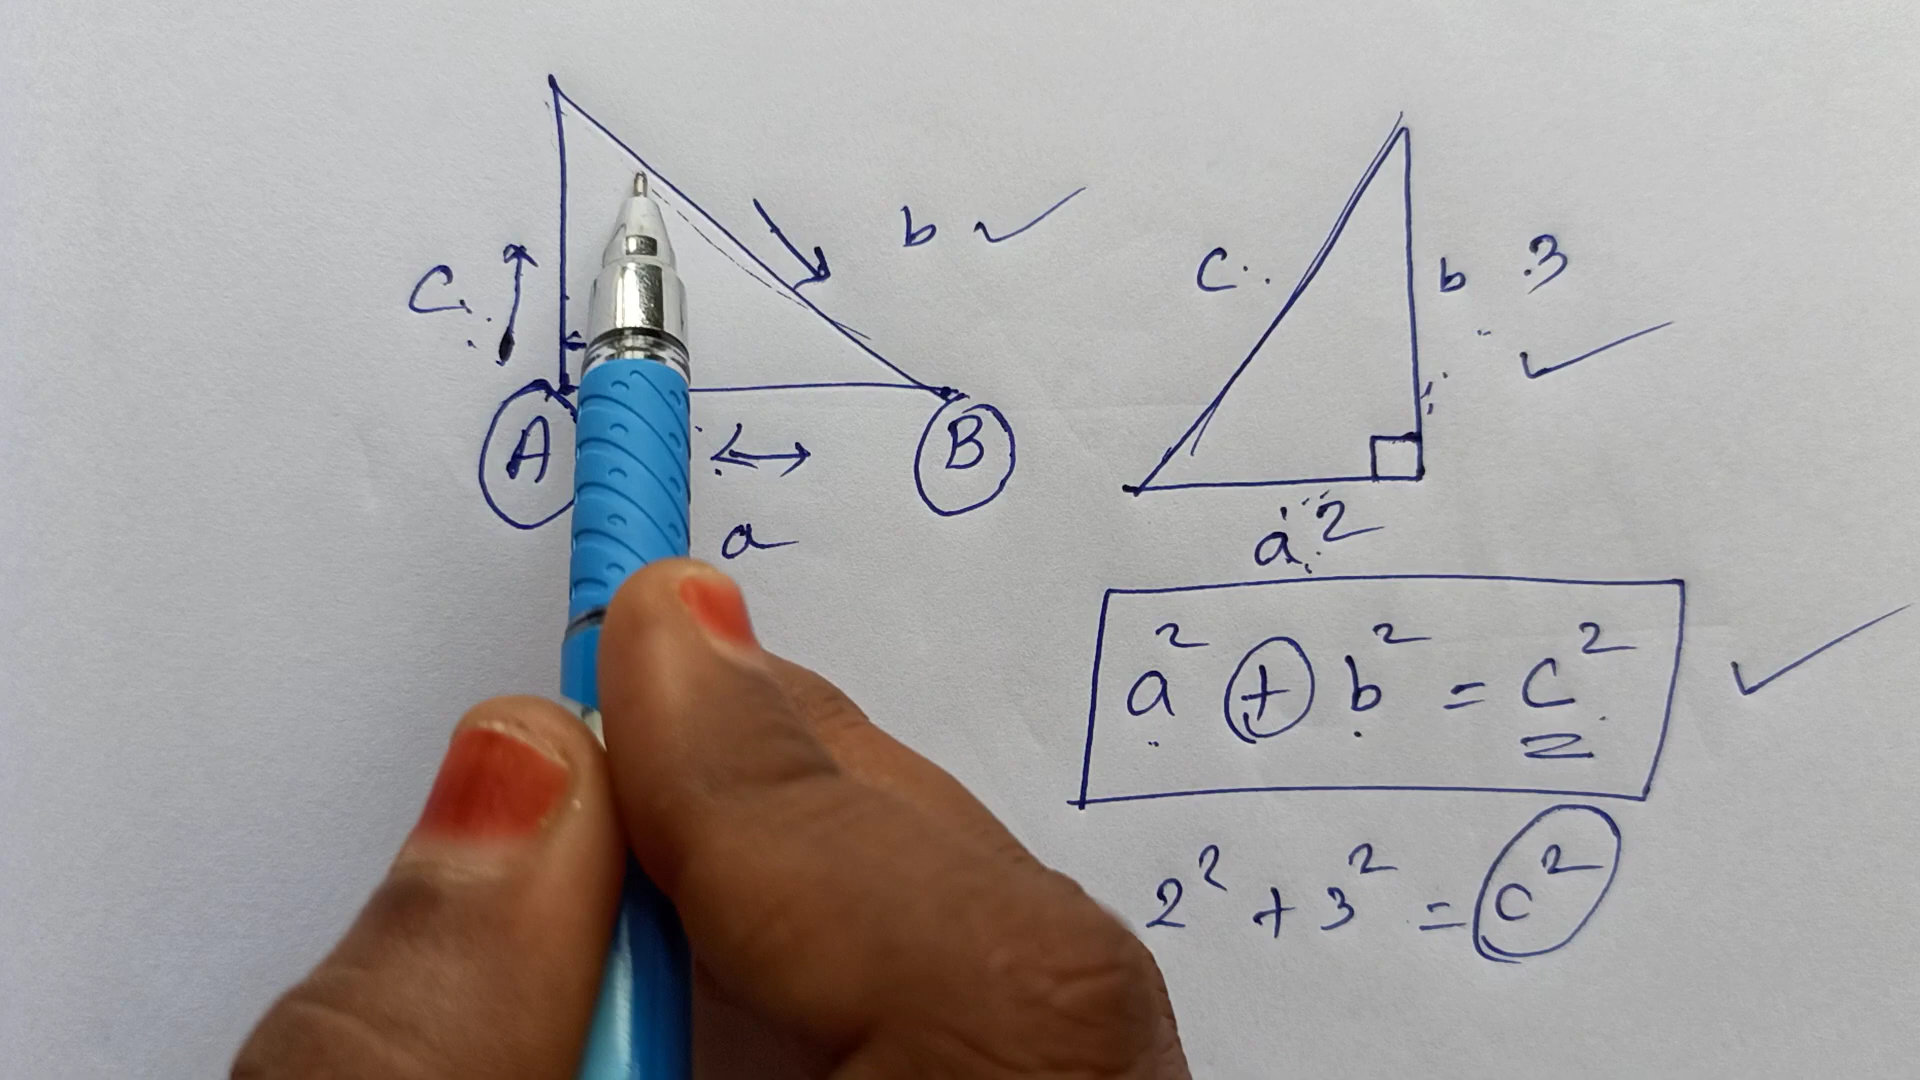 b
C
A
B
a
C
b 3
a 2
a² + b² = c²
2² + 3² = c²